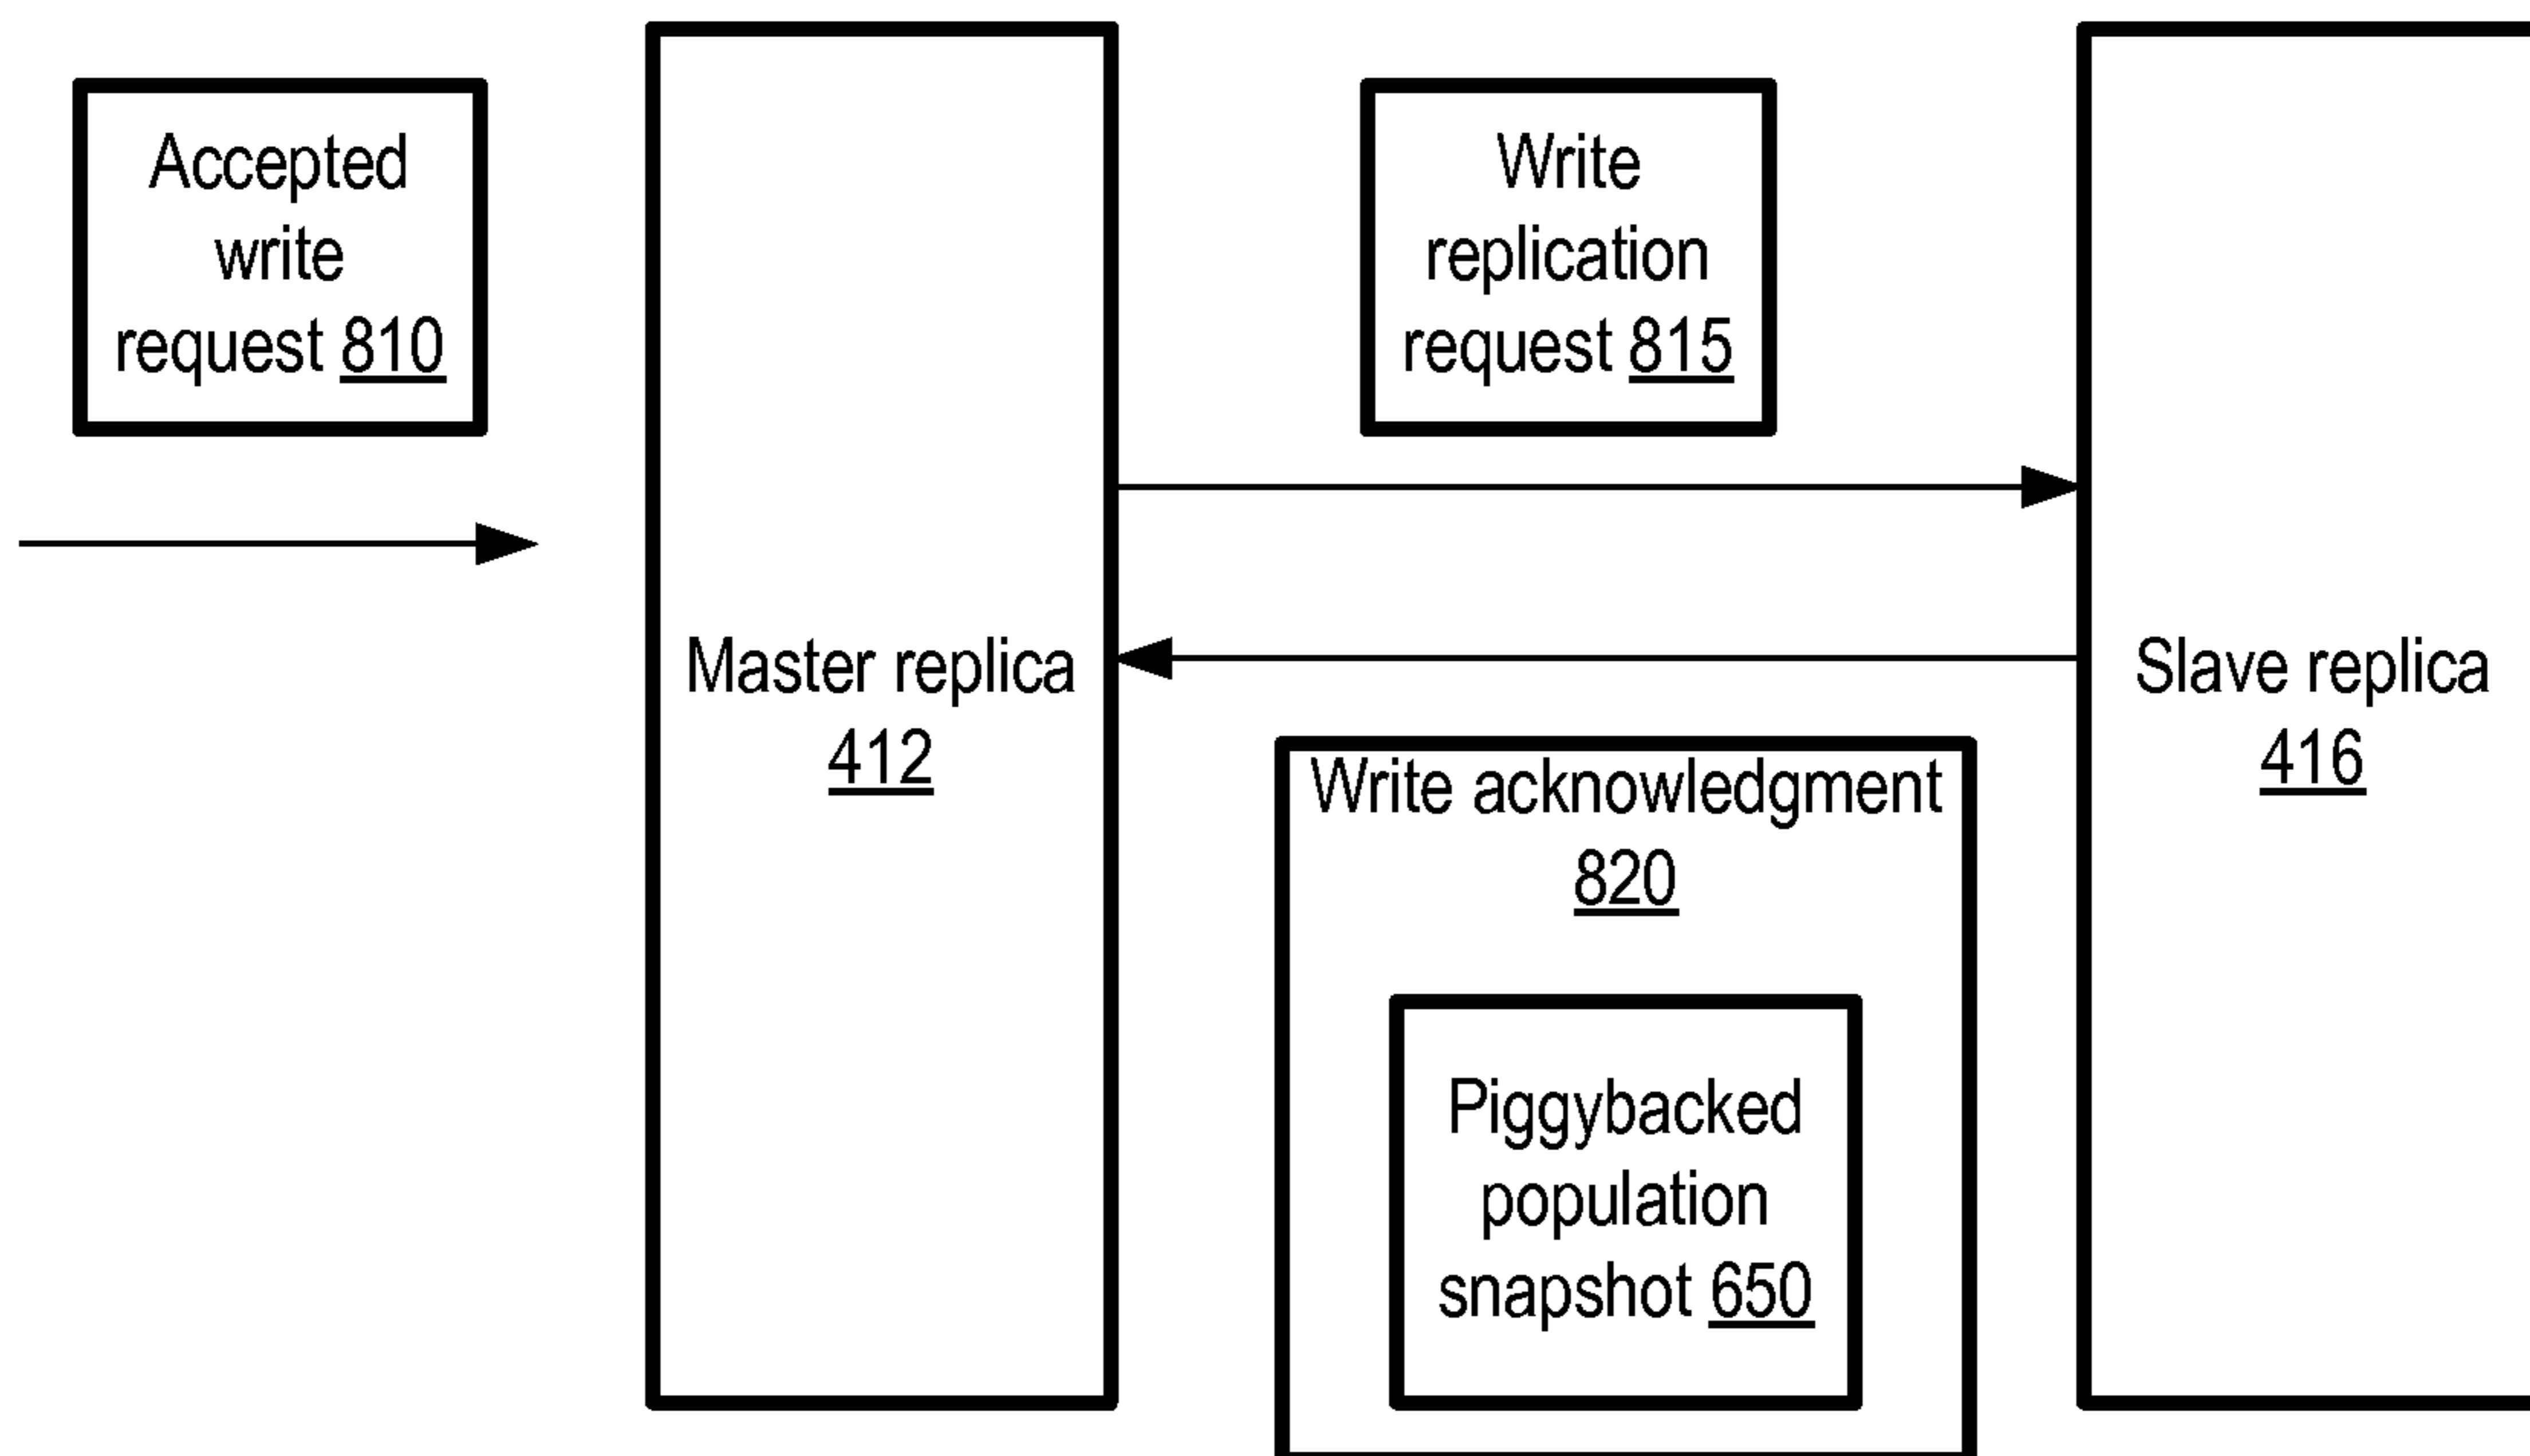 Accepted
write
request 810
Master replica
412
Write
replication
request 815
Write acknowledgment
820
Piggybacked
population
snapshot 650
Slave replica
416